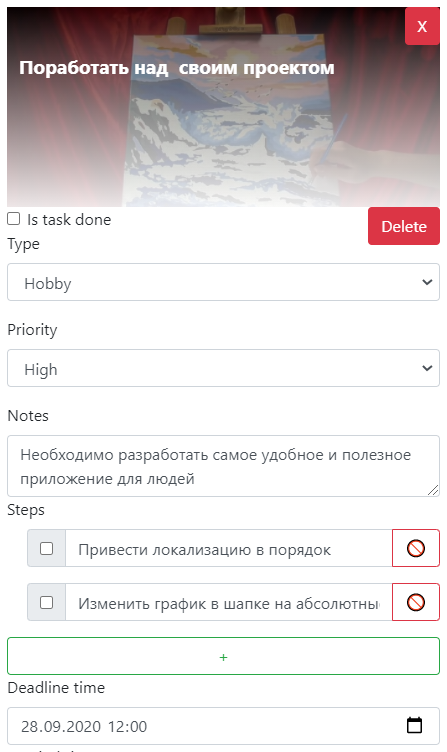 X
Поработать над своим проектом
Is task done
Delete
Type
Hobby
Priority
High
Notes
Необходимо разработать самое удобное и полезное
приложение для людей
Steps
Привести локализацию в порядок
Изменить график в шапке на абсолютны
+
Deadline time
28.09.2020 12:00